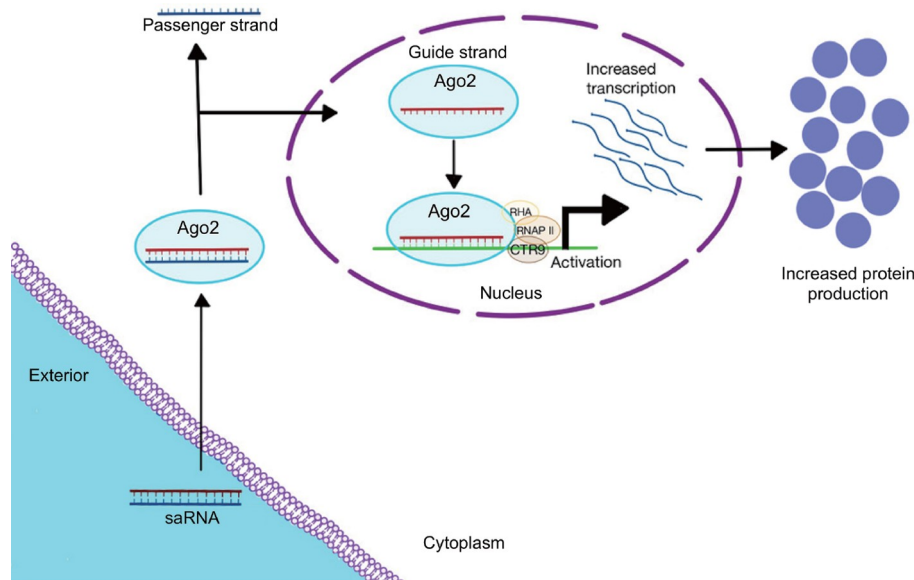 Passenger strand
Guide strand
Ago2
Increased
transcription
Ago2
Ago2
RHA
RNAP II
CTR9
Activation
Nucleus
Increased protein
production
Exterior
saRNA
Cytoplasm